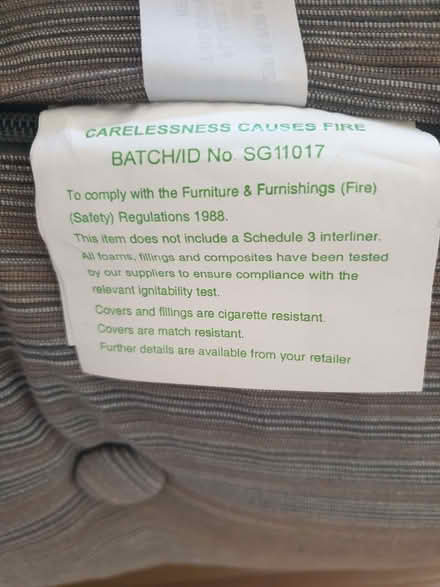 CARELESSNESS CAUSES FIRE
BATCH/ID No SG11017
To comply with the Furniture & Furnishings (Fire)
(Safety) Regulations 1988.
This item does not include a Schedule 3 interliner.
All foams, fillings and composites have been tested
by our suppliers to ensure compliance with the
relevant ignitability test.
Covers and fillings are cigarette resistant.
Covers are match resistant.
Further details are available from your retailer